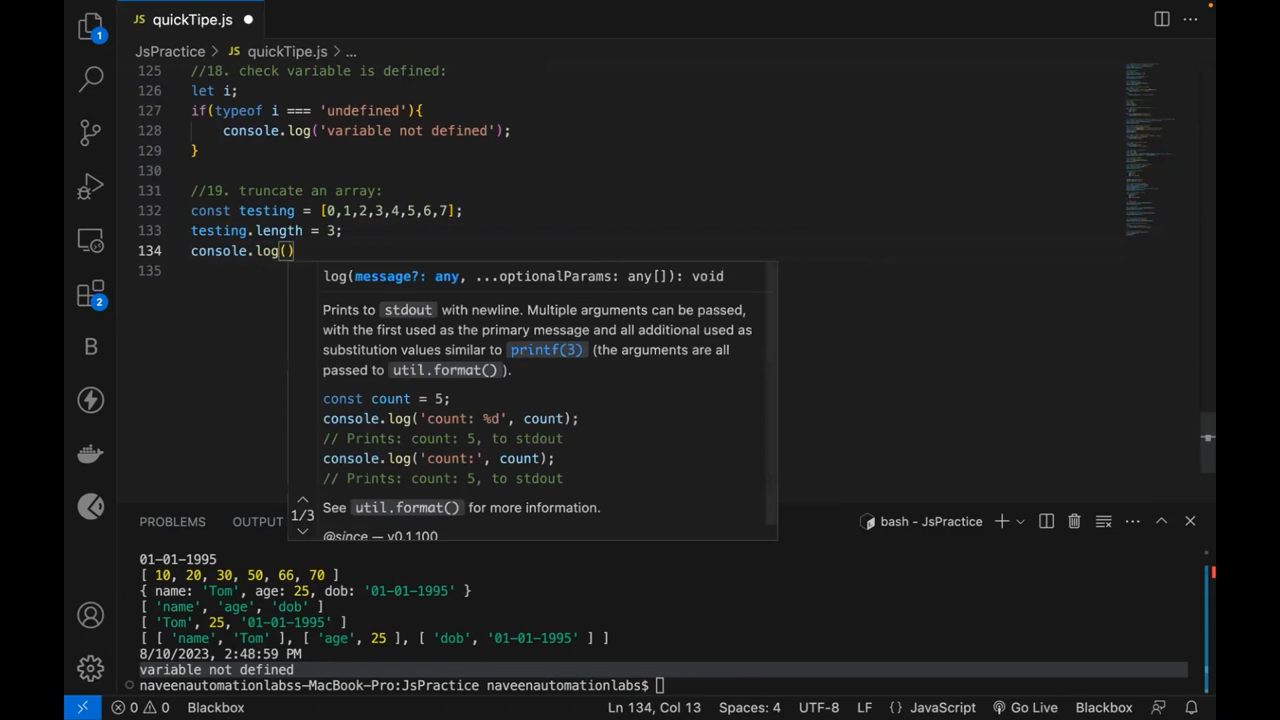 JS quickTipe.js
JsPractice > JS quickTipe.js > ...
125 //18. check variable is defined:
126 let i;
127 if(typeof i === 'undefined'){
128 console.log('variable not defined');
129 }
130
131 //19. truncate an array:
132 const testing = [0,1,2,3,4,5,6,7];
133 testing.length = 3;
134 console.log()
135
log(message?: any, ...optionalParams: any[]): void
Prints to stdout with newline. Multiple arguments can be passed,
with the first used as the primary message and all additional used as
substitution values similar to printf(3) (the arguments are all
passed to util.format() ).
const count = 5;
console.log('count: %d', count);
// Prints: count: 5, to stdout
console.log('count:', count);
// Prints: count: 5, to stdout
1/3
See util.format() for more information.
@since — v0.1.100
1
2
B
PROBLEMS OUTPUT
bash - JsPractice
01-01-1995
[ 10, 20, 30, 50, 66, 70 ]
{ name: 'Tom', age: 25, dob: '01-01-1995' }
[ 'name', 'age', 'dob' ]
[ 'Tom', 25, '01-01-1995' ]
[ [ 'name', 'Tom' ], [ 'age', 25 ], [ 'dob', '01-01-1995' ] ]
8/10/2023, 2:48:59 PM
variable not defined
naveenautomationlabss-MacBook-Pro:JsPractice naveenautomationlabs$
0 0 Blackbox Ln 134, Col 13 Spaces: 4 UTF-8 LF {} JavaScript Go Live Blackbox